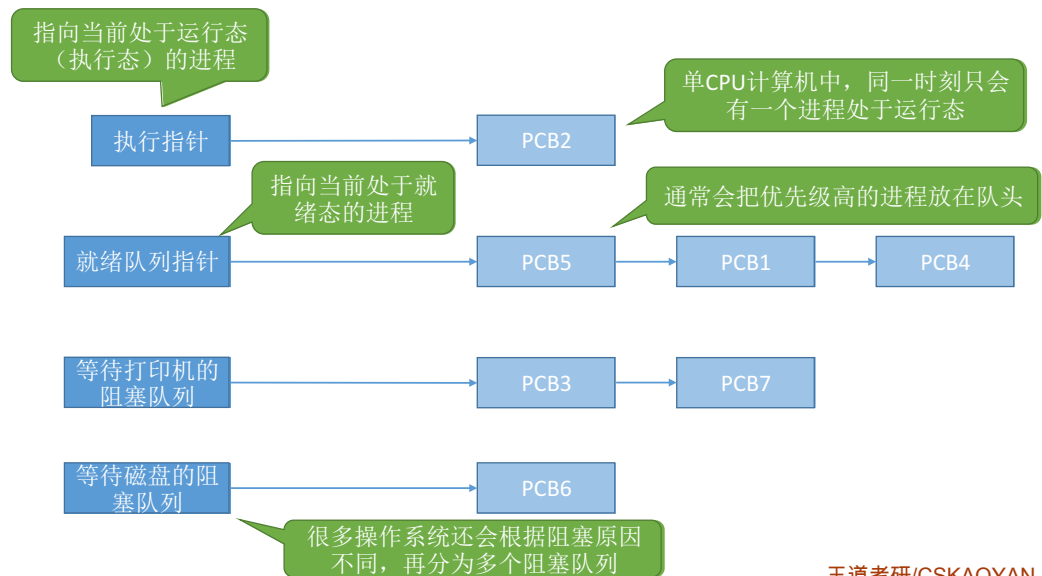 指向当前处于运行态
（执行态）的进程
单CPU计算机中，同一时刻只会
有一个进程处于运行态
执行指针
PCB2
指向当前处于就
绪态的进程
通常会把优先级高的进程放在队头
就绪队列指针
PCB5
PCB1
PCB4
等待打印机的
阻塞队列
PCB3
PCB7
等待磁盘的阻
塞队列
PCB6
很多操作系统还会根据阻塞原因
不同，再分为多个阻塞队列
王道考研/CSKAOYAN